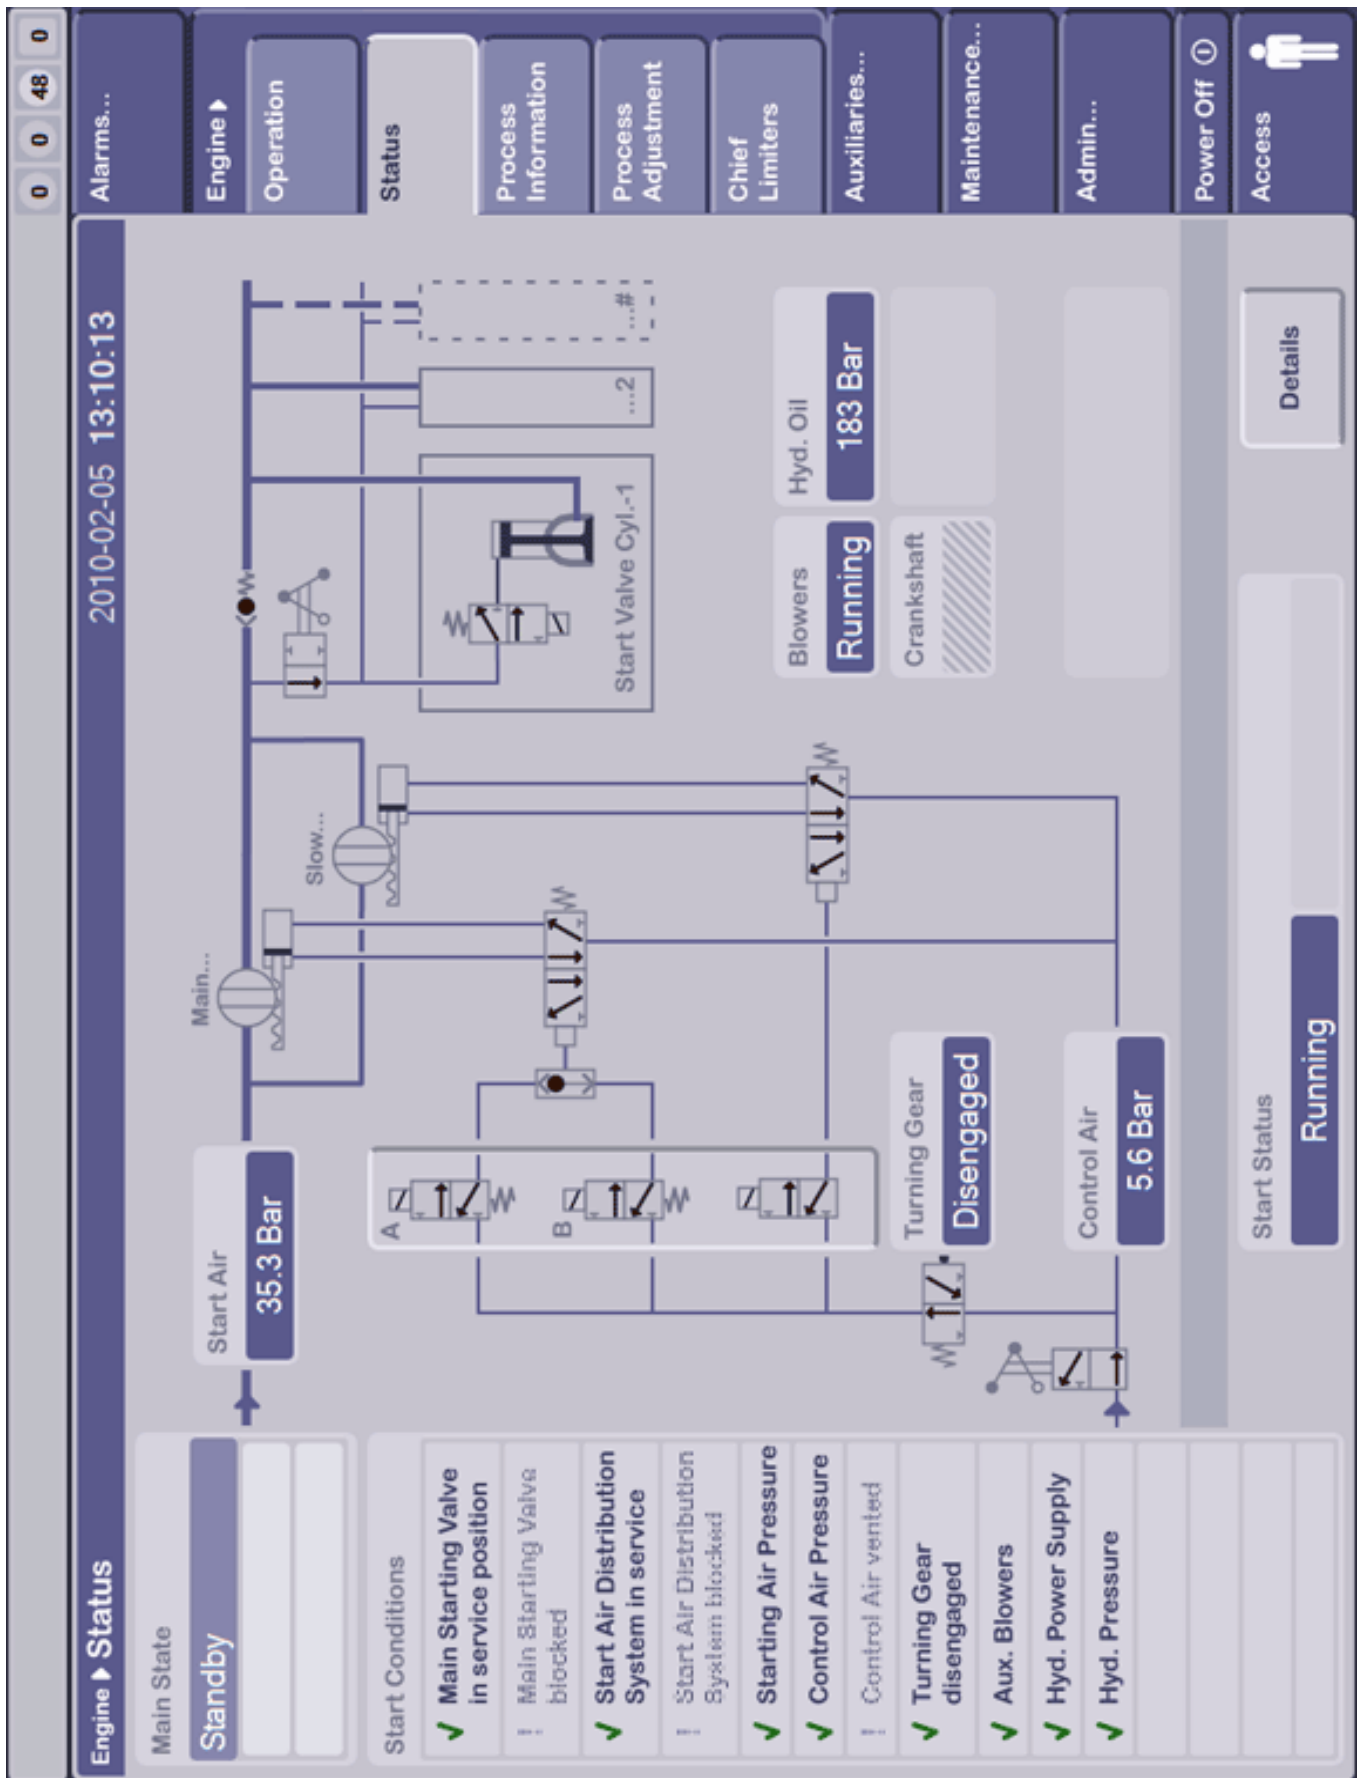 0 0 48 0
Engine ▸ Status
2010-02-05 13:10:13
Alarms...
Engine ▸
Operation
Status
Process
Information
Process
Adjustment
Chief
Limiters
Auxiliaries...
Maintenance...
Admin...
Power Off
Access
Main State
Standby
Start Conditions
✓ Main Starting Valve
in service position
!! Main Starting Valve
blocked
✓ Start Air Distribution
System in service
!! Start Air Distribution
System blocked
✓ Starting Air Pressure
✓ Control Air Pressure
!! Control Air vented
✓ Turning Gear
disengaged
✓ Aux. Blowers
✓ Hyd. Power Supply
✓ Hyd. Pressure
Start Air
35.3 Bar
Main...
Slow...
A
B
Start Valve Cyl.-1
...2
...#
Turning Gear
Disengaged
Control Air
5.6 Bar
Blowers
Running
Hyd. Oil
183 Bar
Crankshaft
Start Status
Running
Details